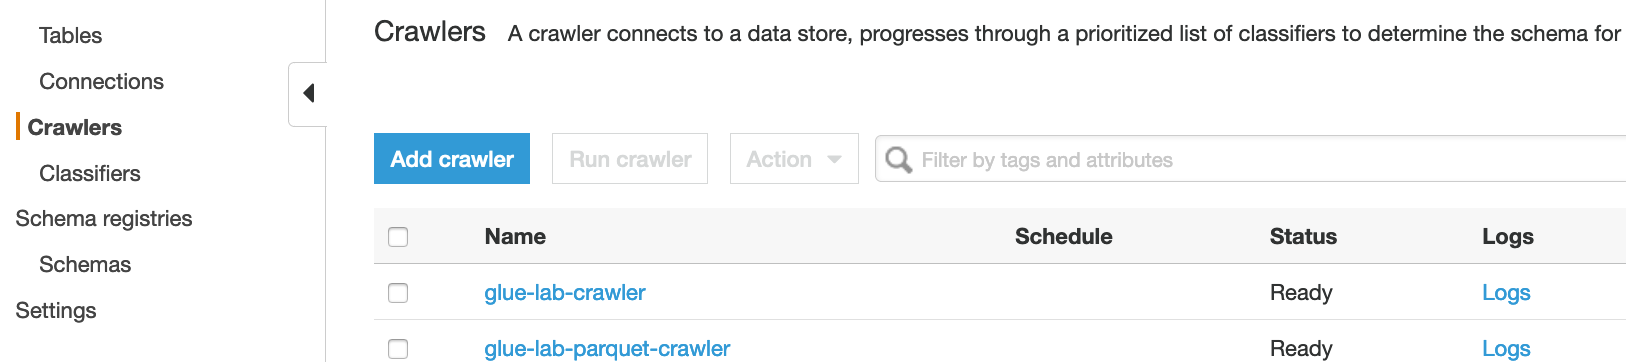 Tables
Connections
Crawlers
Classifiers
Schema registries
Schemas
Settings
Crawlers A crawler connects to a data store, progresses through a prioritized list of classifiers to determine the schema for
Add crawler Run crawler Action Filter by tags and attributes
Name Schedule Status Logs
glue-lab-crawler Ready Logs
glue-lab-parquet-crawler Ready Logs